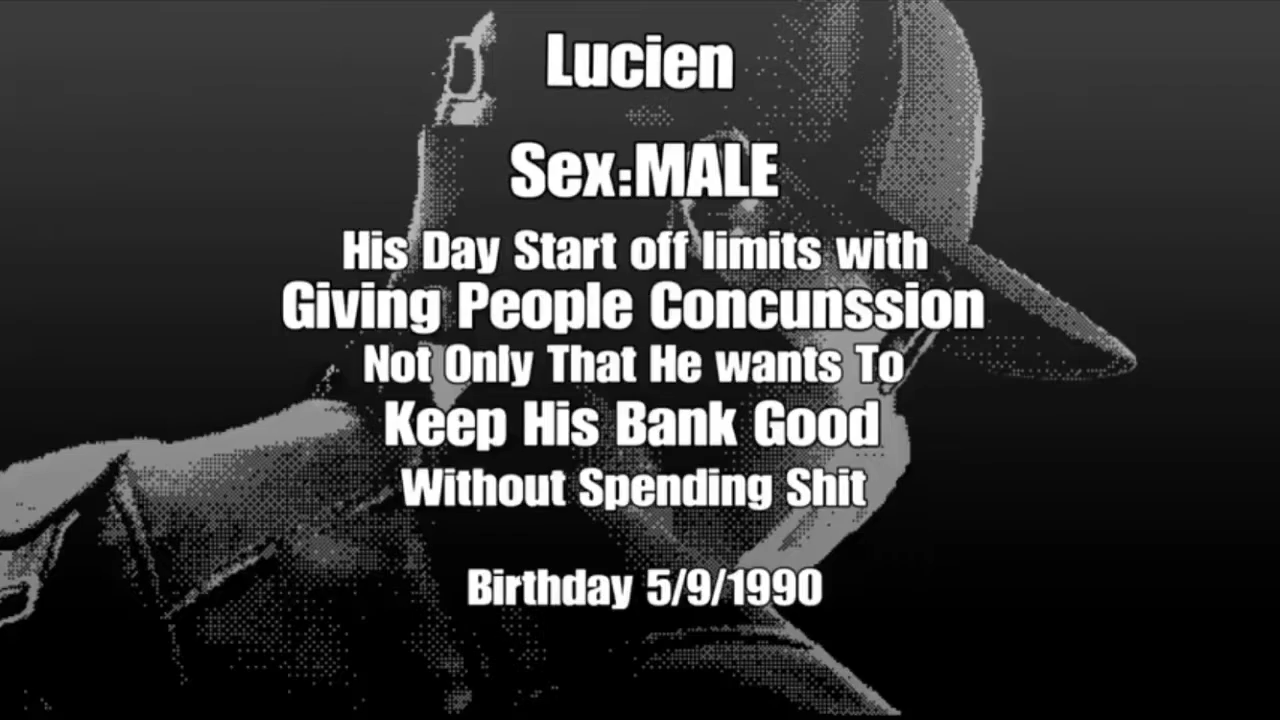 Lucien
Sex:MALE
His Day Start off limits with
Giving People Concunssion
Not Only That He wants To
Keep His Bank Good
Without Spending Shit
Birthday 5/9/1990